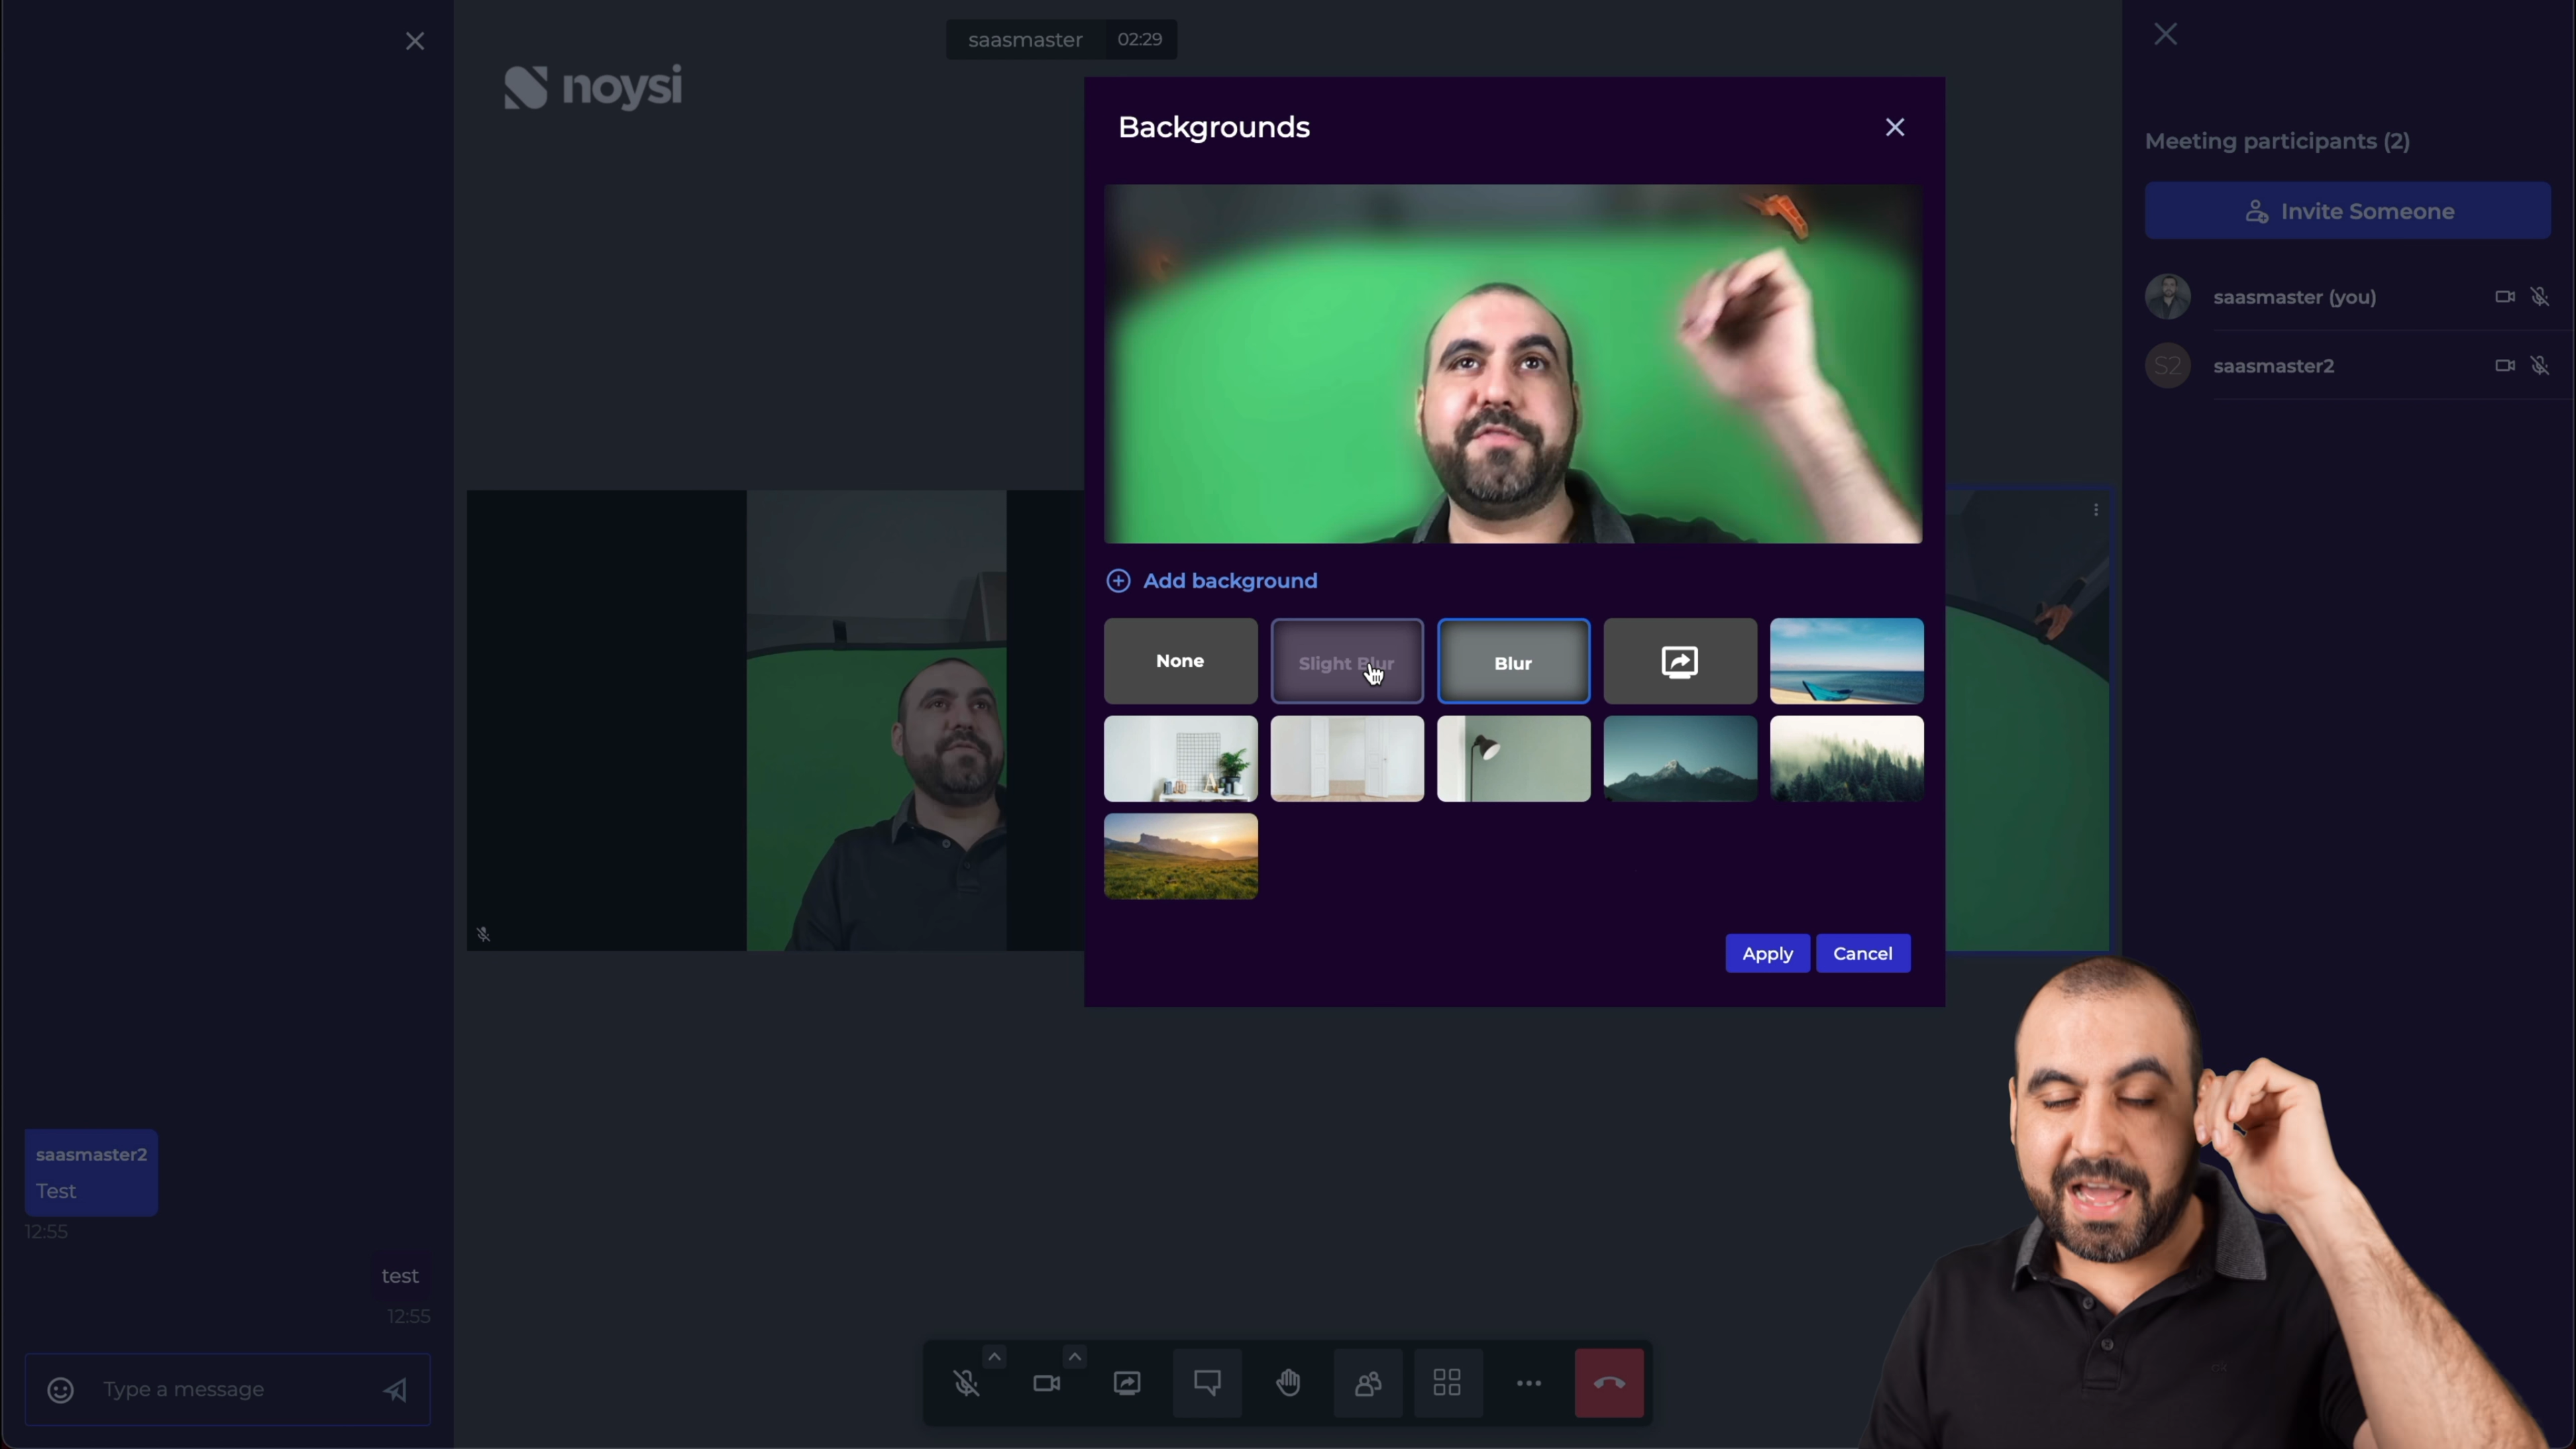 saasmaster 02:29
noysi
Backgrounds
Meeting participants (2)
Invite Someone
saasmaster (you)
S2 saasmaster2
Add background
None
Slight Blur
Blur
Apply
Cancel
saasmaster2
Test
12:55
test
12:55
Type a message